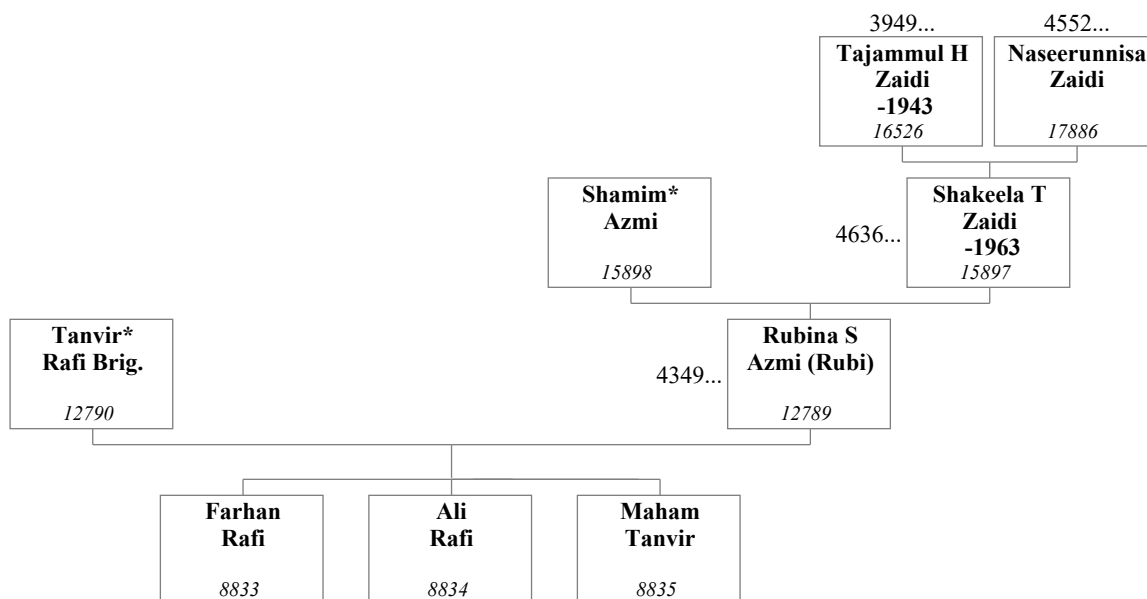 3949...
4552...
Tajammul H
Zaidi
-1943
16526
Naseerunnisa
Zaidi
17886
Shamim*
Azmi
15898
4636...
Shakeela T
Zaidi
-1963
15897
Tanvir*
Rafi Brig.
12790
4349...
Rubina S
Azmi (Rubi)
12789
Farhan
Rafi
8833
Ali
Rafi
8834
Maham
Tanvir
8835